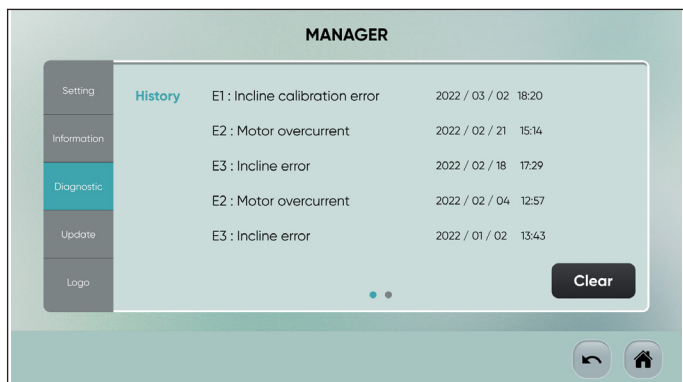 MANAGER
Setting
Information
Diagnostic
Update
Logo
History
E1 : Incline calibration error 2022 / 03 / 02 18:20
E2 : Motor overcurrent 2022 / 02 / 21 15:14
E3 : Incline error 2022 / 02 / 18 17:29
E2 : Motor overcurrent 2022 / 02 / 04 12:57
E3 : Incline error 2022 / 01 / 02 13:43
Clear